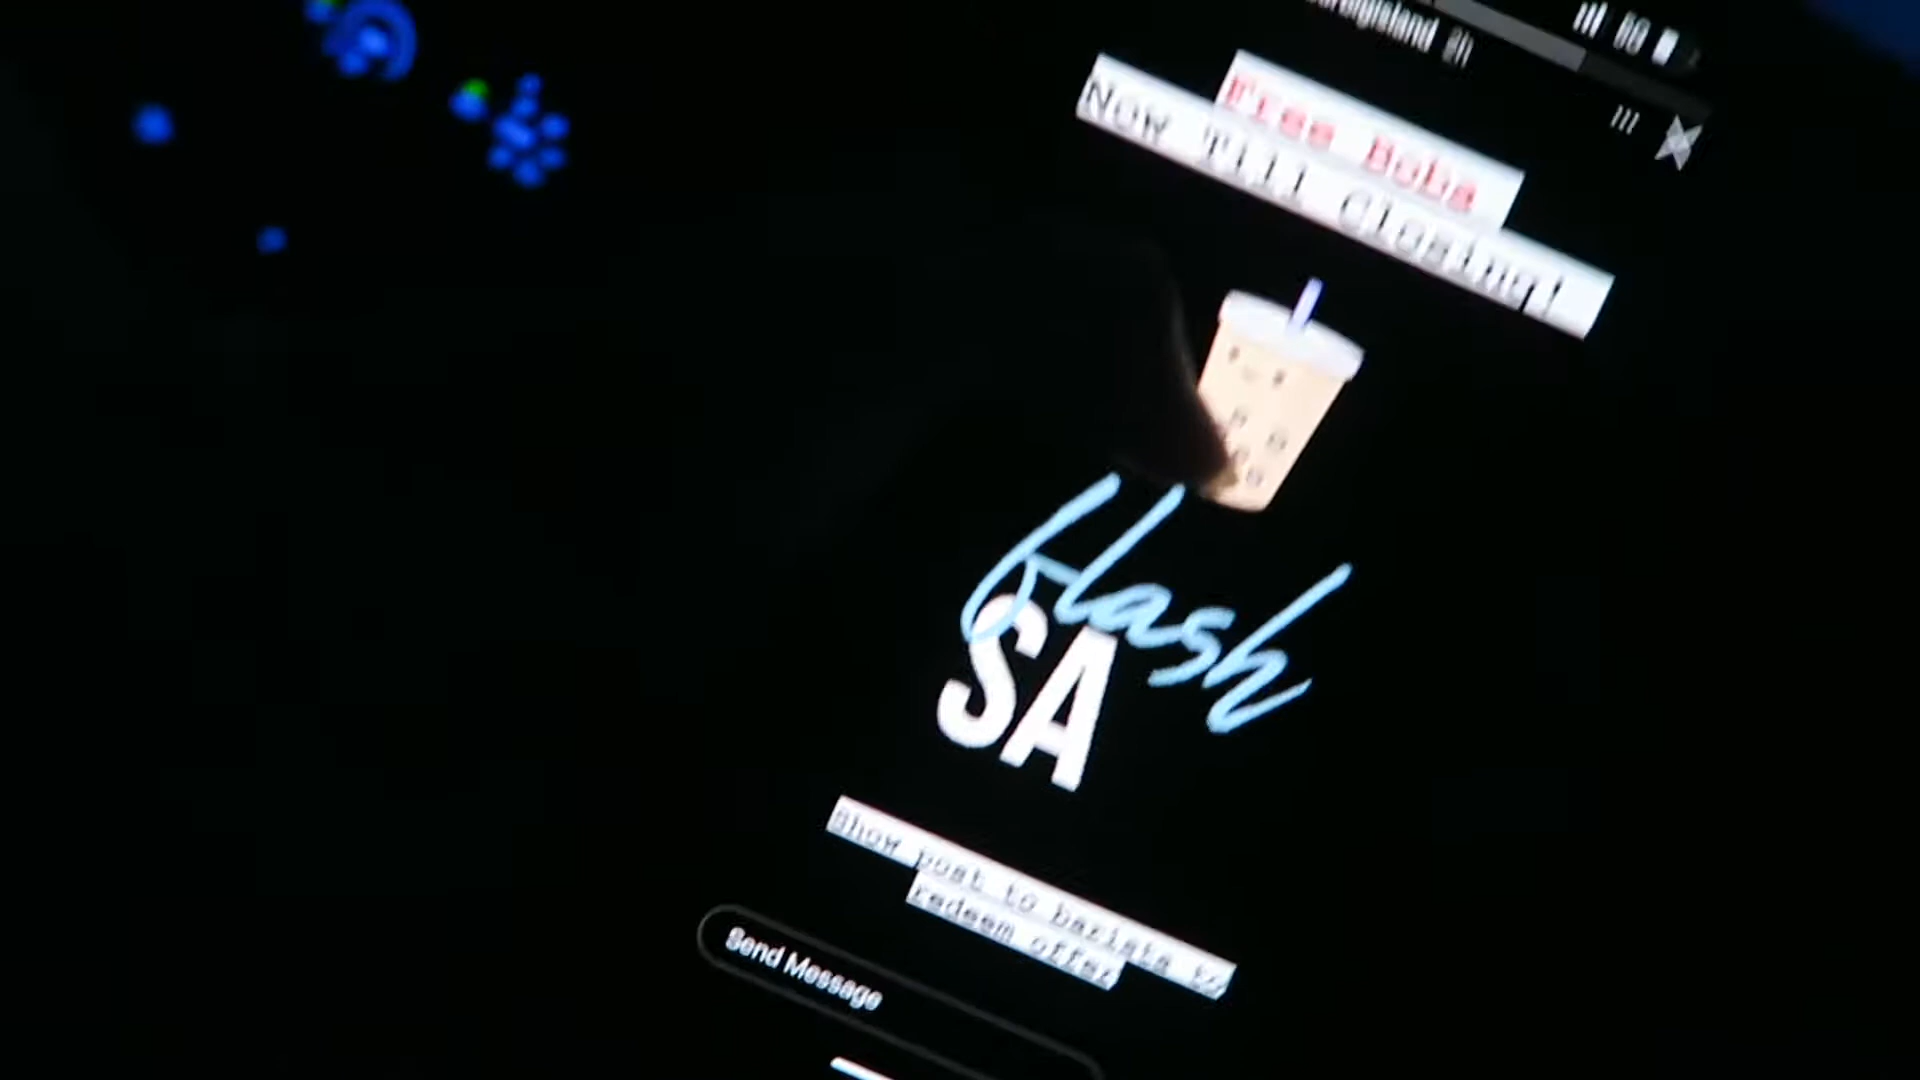 Free Boba
Now Till Closing!
flash
SA
Show post to barista to
redeem offer
Send Message